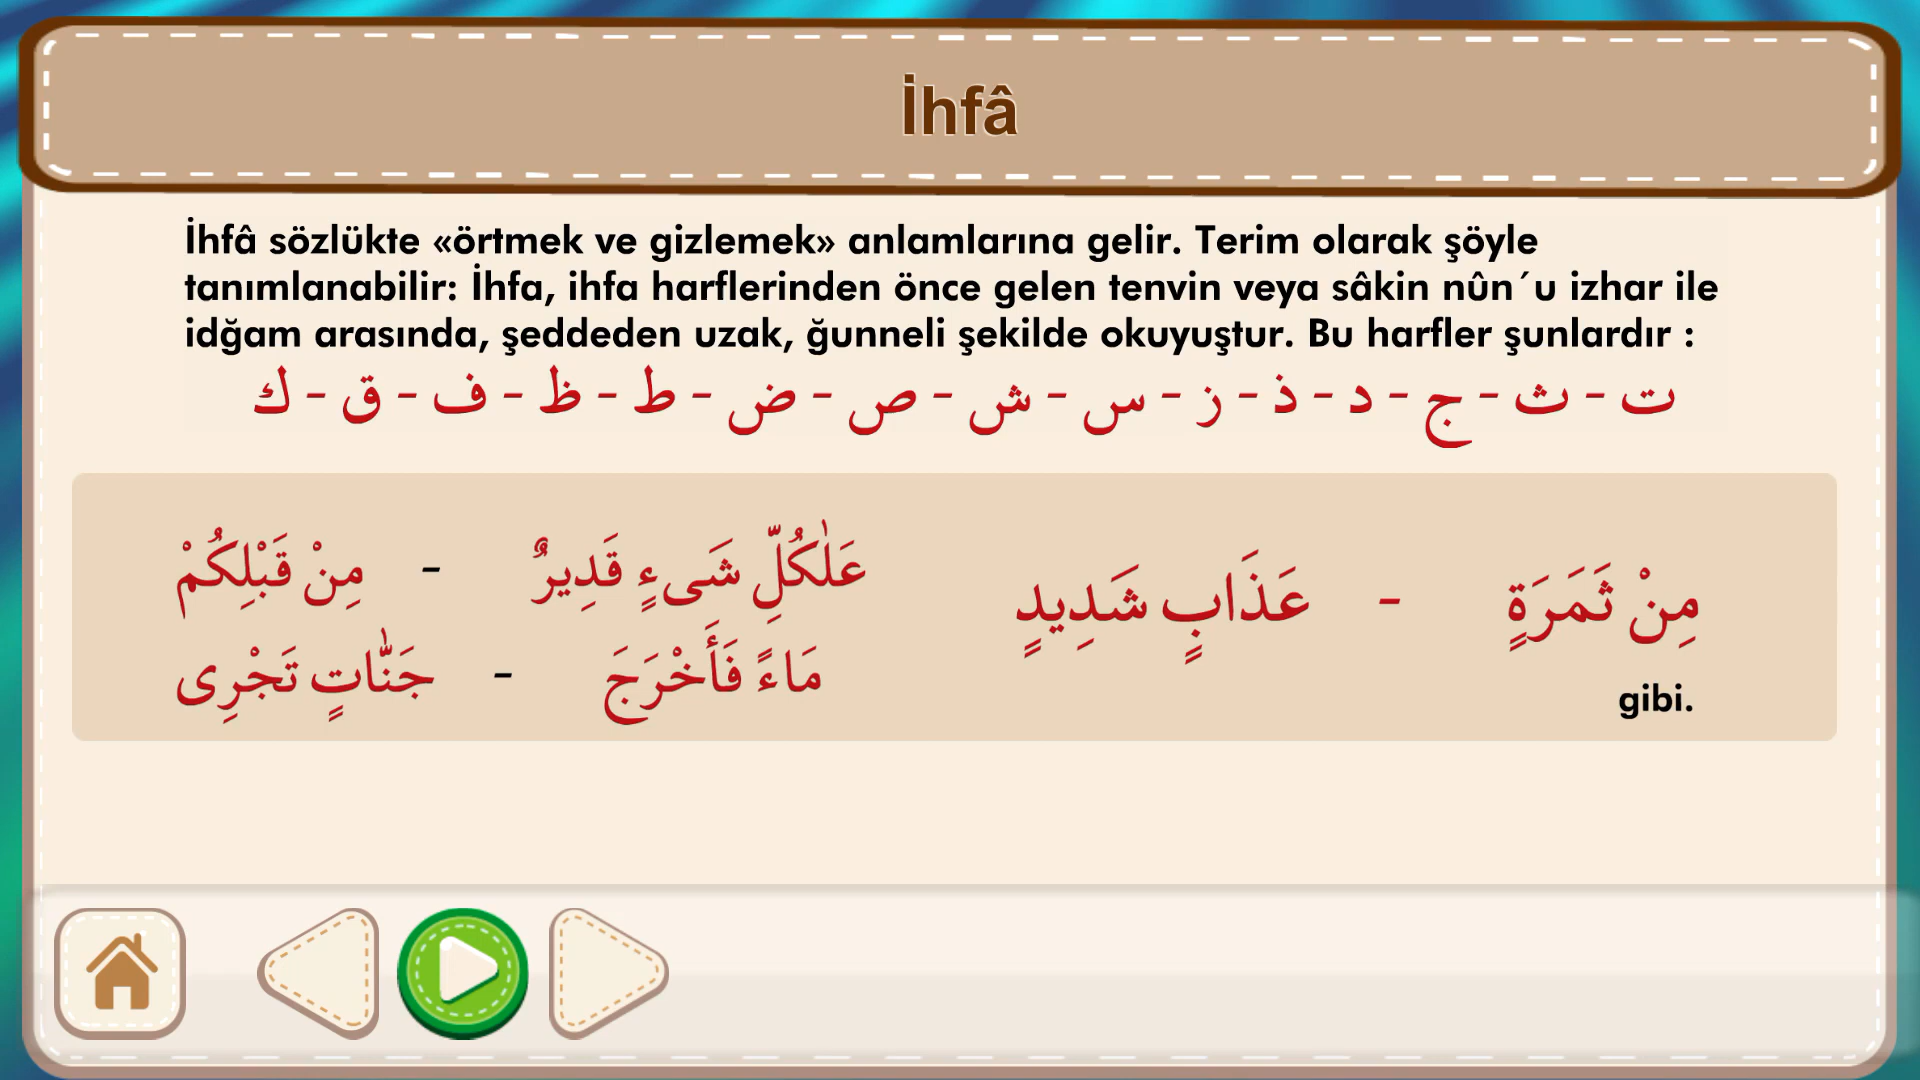 İhfâ
İhfâ sözlükte «örtmek ve gizlemek» anlamlarına gelir. Terim olarak şöyle
tanımlanabilir: İhfa, ihfa harflerinden önce gelen tenvin veya sâkin nûn´u izhar ile
idğam arasında, şeddeden uzak, ğunneli şekilde okuyuştur. Bu harfler şunlardır :
ت - ث - ج - د - ذ - ز - س - ش - ص - ض - ط - ظ - ف - ق - ك
مِنْ ثَمَرَةٍ - عَذَابٍ شَدِيدٍ
عَلٰكُلِّ شَىءٍ قَدِيرٌ - مِنْ قَبْلِكُمْ
مَاءً فَأَخْرَجَ - جَنّٰاتٍ تَجْرِى
gibi.